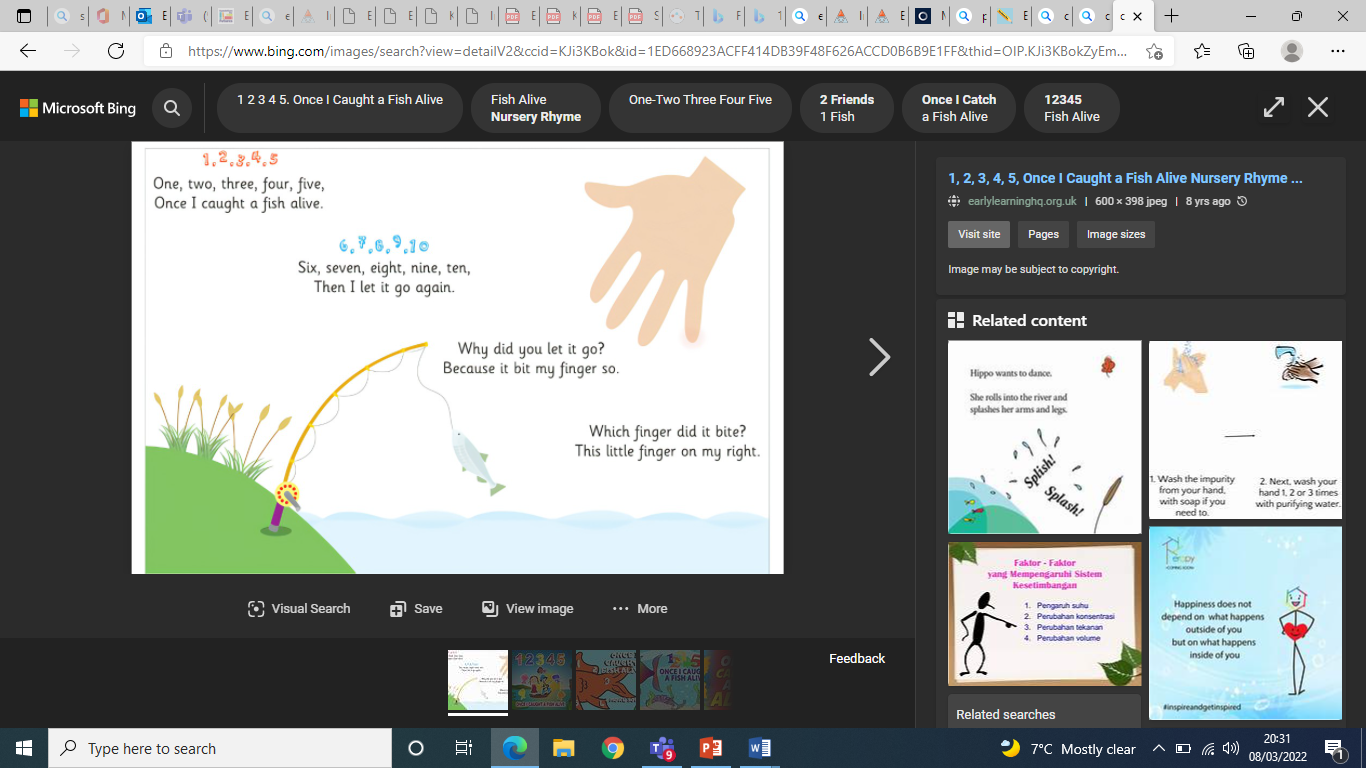 https://www.bing.com/images/search?view=detailV2&ccid=KJi3KBok&id=1ED668923ACFF414DB39F48F626ACCD0B6B9E1FF&thid=OIP.KJi3KBokZyEm...
Microsoft Bing
1 2 3 4 5. Once I Caught a Fish Alive
Fish Alive
Nursery Rhyme
One-Two Three Four Five
2 Friends
1 Fish
Once I Catch
a Fish Alive
12345
Fish Alive
1,2,3,4,5
One, two, three, four, five,
Once I caught a fish alive.
6,7,8,9,10
Six, seven, eight, nine, ten,
Then I let it go again.
Why did you let it go?
Because it bit my finger so.
Which finger did it bite?
This little finger on my right.
Visual Search
Save
View image
More
Feedback
1, 2, 3, 4, 5, Once I Caught a Fish Alive Nursery Rhyme ...
earlylearninghq.org.uk | 600 × 398 jpeg | 8 yrs ago
Visit site
Pages
Image sizes
Image may be subject to copyright.
Related content
Hippo wants to dance.
She rolls into the river and
splashes her arms and legs.
Splish!
Splash!
1. Wash the impurity
from your hand,
with soap if you
need to.
2. Next, wash your
hand 1, 2 or 3 times
with purifying water.
Faktor - Faktor
yang Mempengaruhi Sistem
Kesetimbangan
1. Pengaruh suhu
2. Perubahan konsentrasi
3. Perubahan tekanan
4. Perubahan volume
Happiness does not
depend on what happens
outside of you
but on what happens
inside of you
#inspireandgetinspired
Related searches
Type here to search
9
7°C Mostly clear
20:31
08/03/2022
1